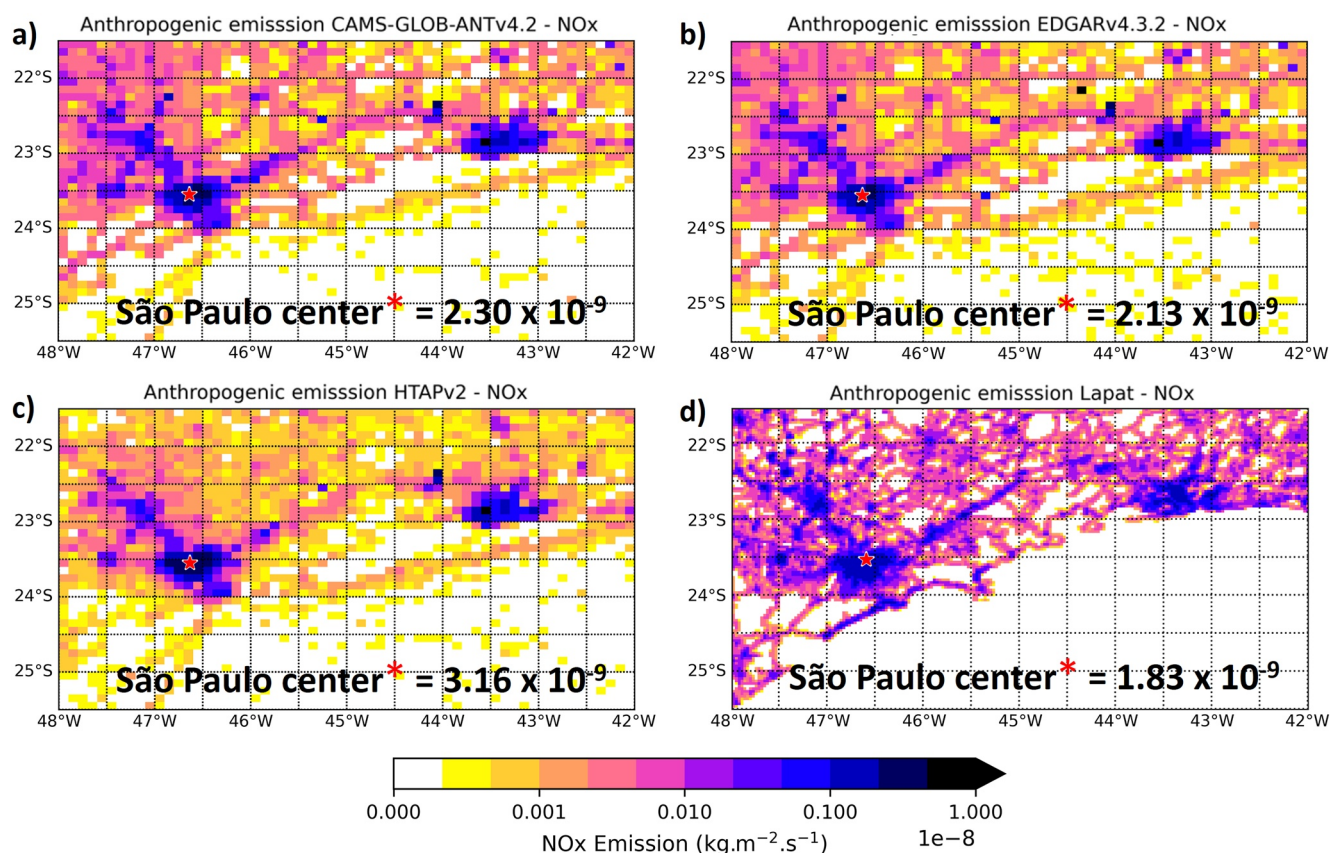 a)
Anthropogenic emisssion CAMS-GLOB-ANTv4.2 - NOx
22°S
23°S
24°S
25°S
São Paulo center * = 2.30 x 10⁻⁹
48°W 47°W 46°W 45°W 44°W 43°W 42°W
b)
Anthropogenic emisssion EDGARv4.3.2 - NOx
22°S
23°S
24°S
25°S
São Paulo center * = 2.13 x 10⁻⁹
48°W 47°W 46°W 45°W 44°W 43°W 42°W
c)
Anthropogenic emisssion HTAPv2 - NOx
22°S
23°S
24°S
25°S
São Paulo center * = 3.16 x 10⁻⁹
48°W 47°W 46°W 45°W 44°W 43°W 42°W
d)
Anthropogenic emisssion Lapat - NOx
22°S
23°S
24°S
25°S
São Paulo center * = 1.83 x 10⁻⁹
48°W 47°W 46°W 45°W 44°W 43°W 42°W
0.000 0.001 0.010 0.100 1.000
1e-8
NOx Emission (kg.m⁻².s⁻¹)